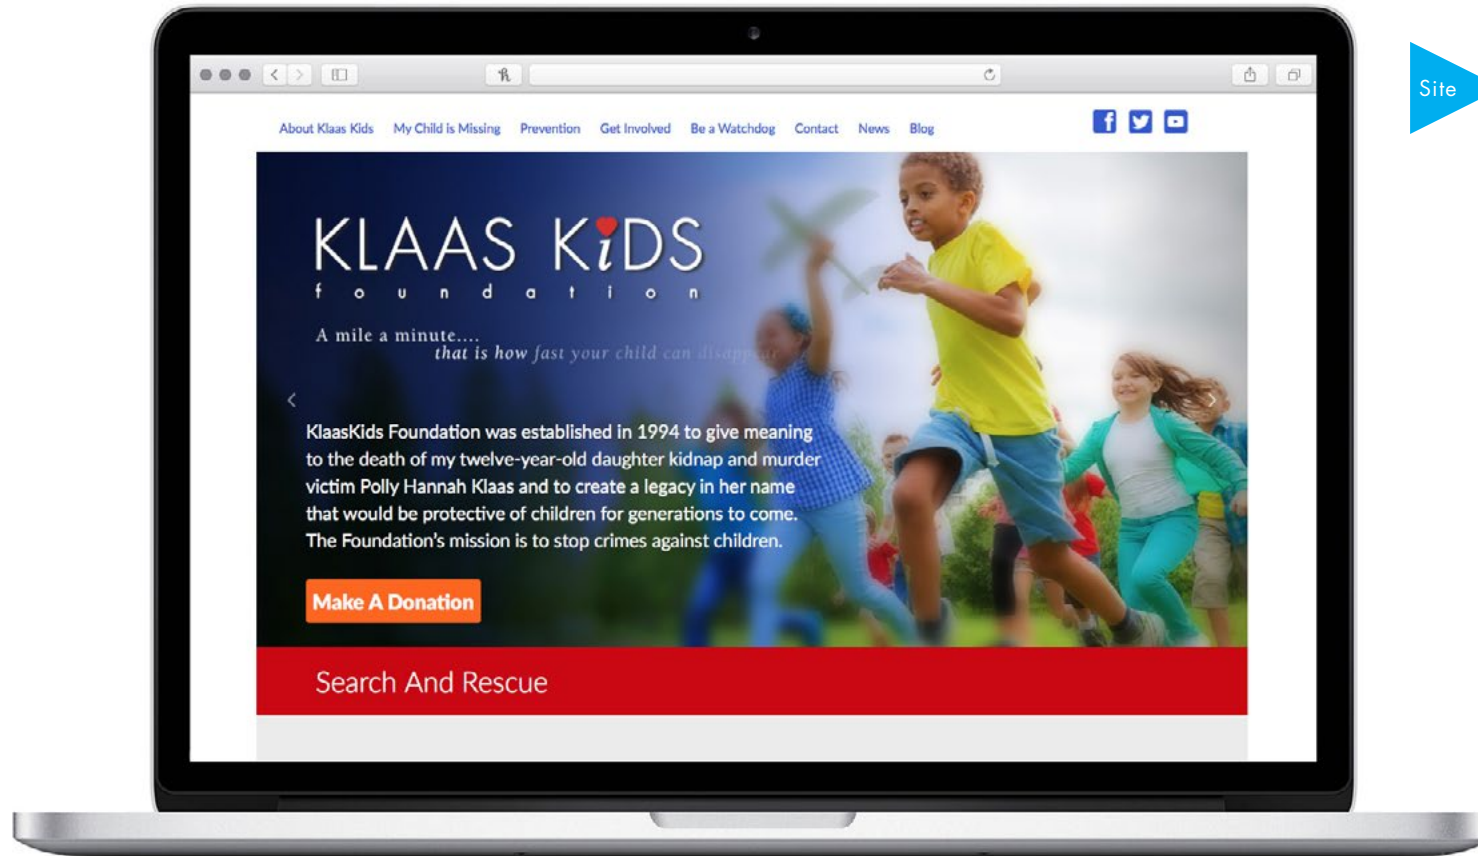 Site
About Klaas Kids My Child is Missing Prevention Get Involved Be a Watchdog Contact News Blog
KLAAS KiDS
foundation
A mile a minute....
that is how fast your child can disappear
KlaasKids Foundation was established in 1994 to give meaning
to the death of my twelve-year-old daughter kidnap and murder
victim Polly Hannah Klaas and to create a legacy in her name
that would be protective of children for generations to come.
The Foundation's mission is to stop crimes against children.
Make A Donation
Search And Rescue